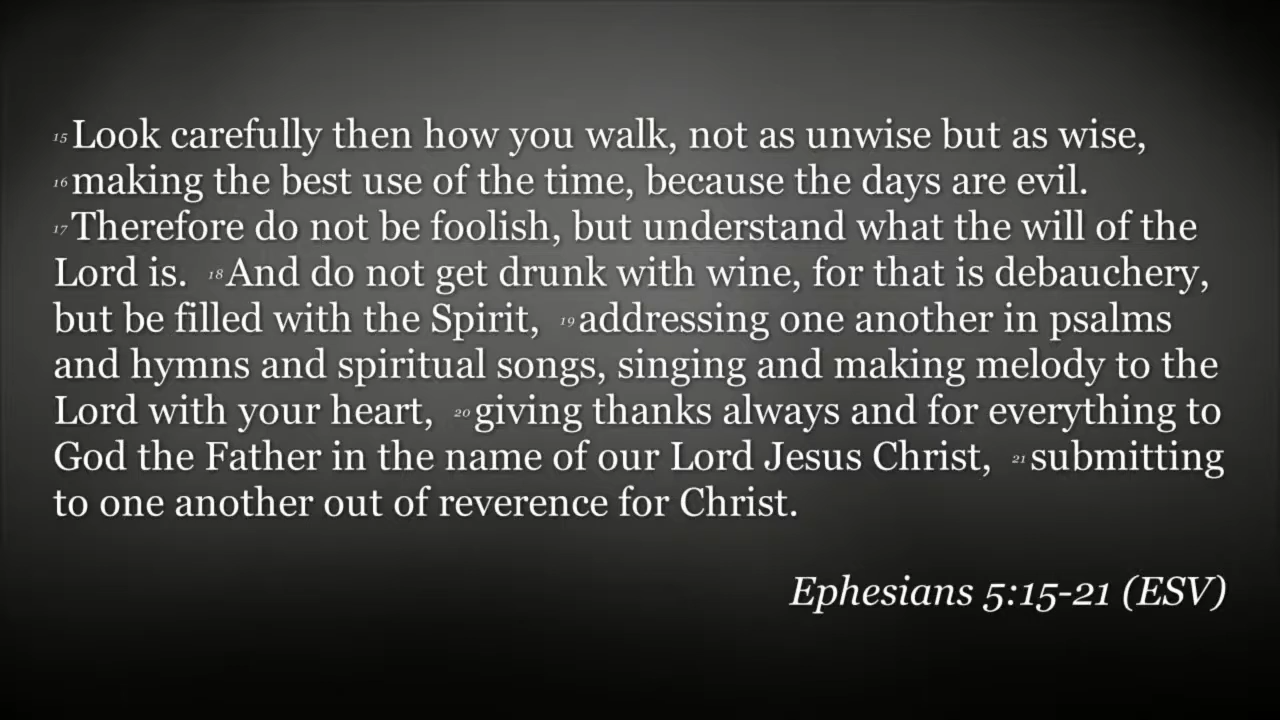 15 Look carefully then how you walk, not as unwise but as wise,
16 making the best use of the time, because the days are evil.
17 Therefore do not be foolish, but understand what the will of the
Lord is. 18 And do not get drunk with wine, for that is debauchery,
but be filled with the Spirit, 19 addressing one another in psalms
and hymns and spiritual songs, singing and making melody to the
Lord with your heart, 20 giving thanks always and for everything to
God the Father in the name of our Lord Jesus Christ, 21 submitting
to one another out of reverence for Christ.
Ephesians 5:15-21 (ESV)